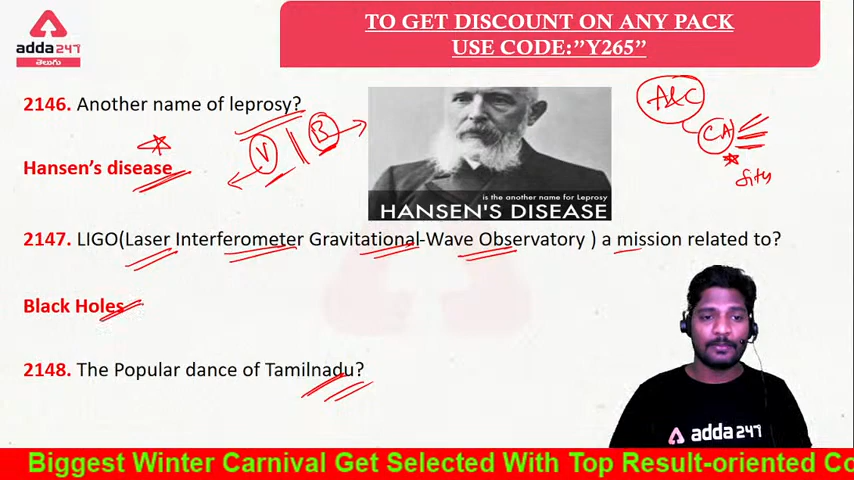 TO GET DISCOUNT ON ANY PACK
USE CODE:”Y265”
adda247
తెలుగు
2146. Another name of leprosy?
V B
A&C
CA
Hansen’s disease
is the another name for Leprosy
HANSEN'S DISEASE
2147. LIGO(Laser Interferometer Gravitational-Wave Observatory ) a mission related to?
Black Holes
2148. The Popular dance of Tamilnadu?
adda247
Biggest Winter Carnival Get Selected With Top Result-oriented Co